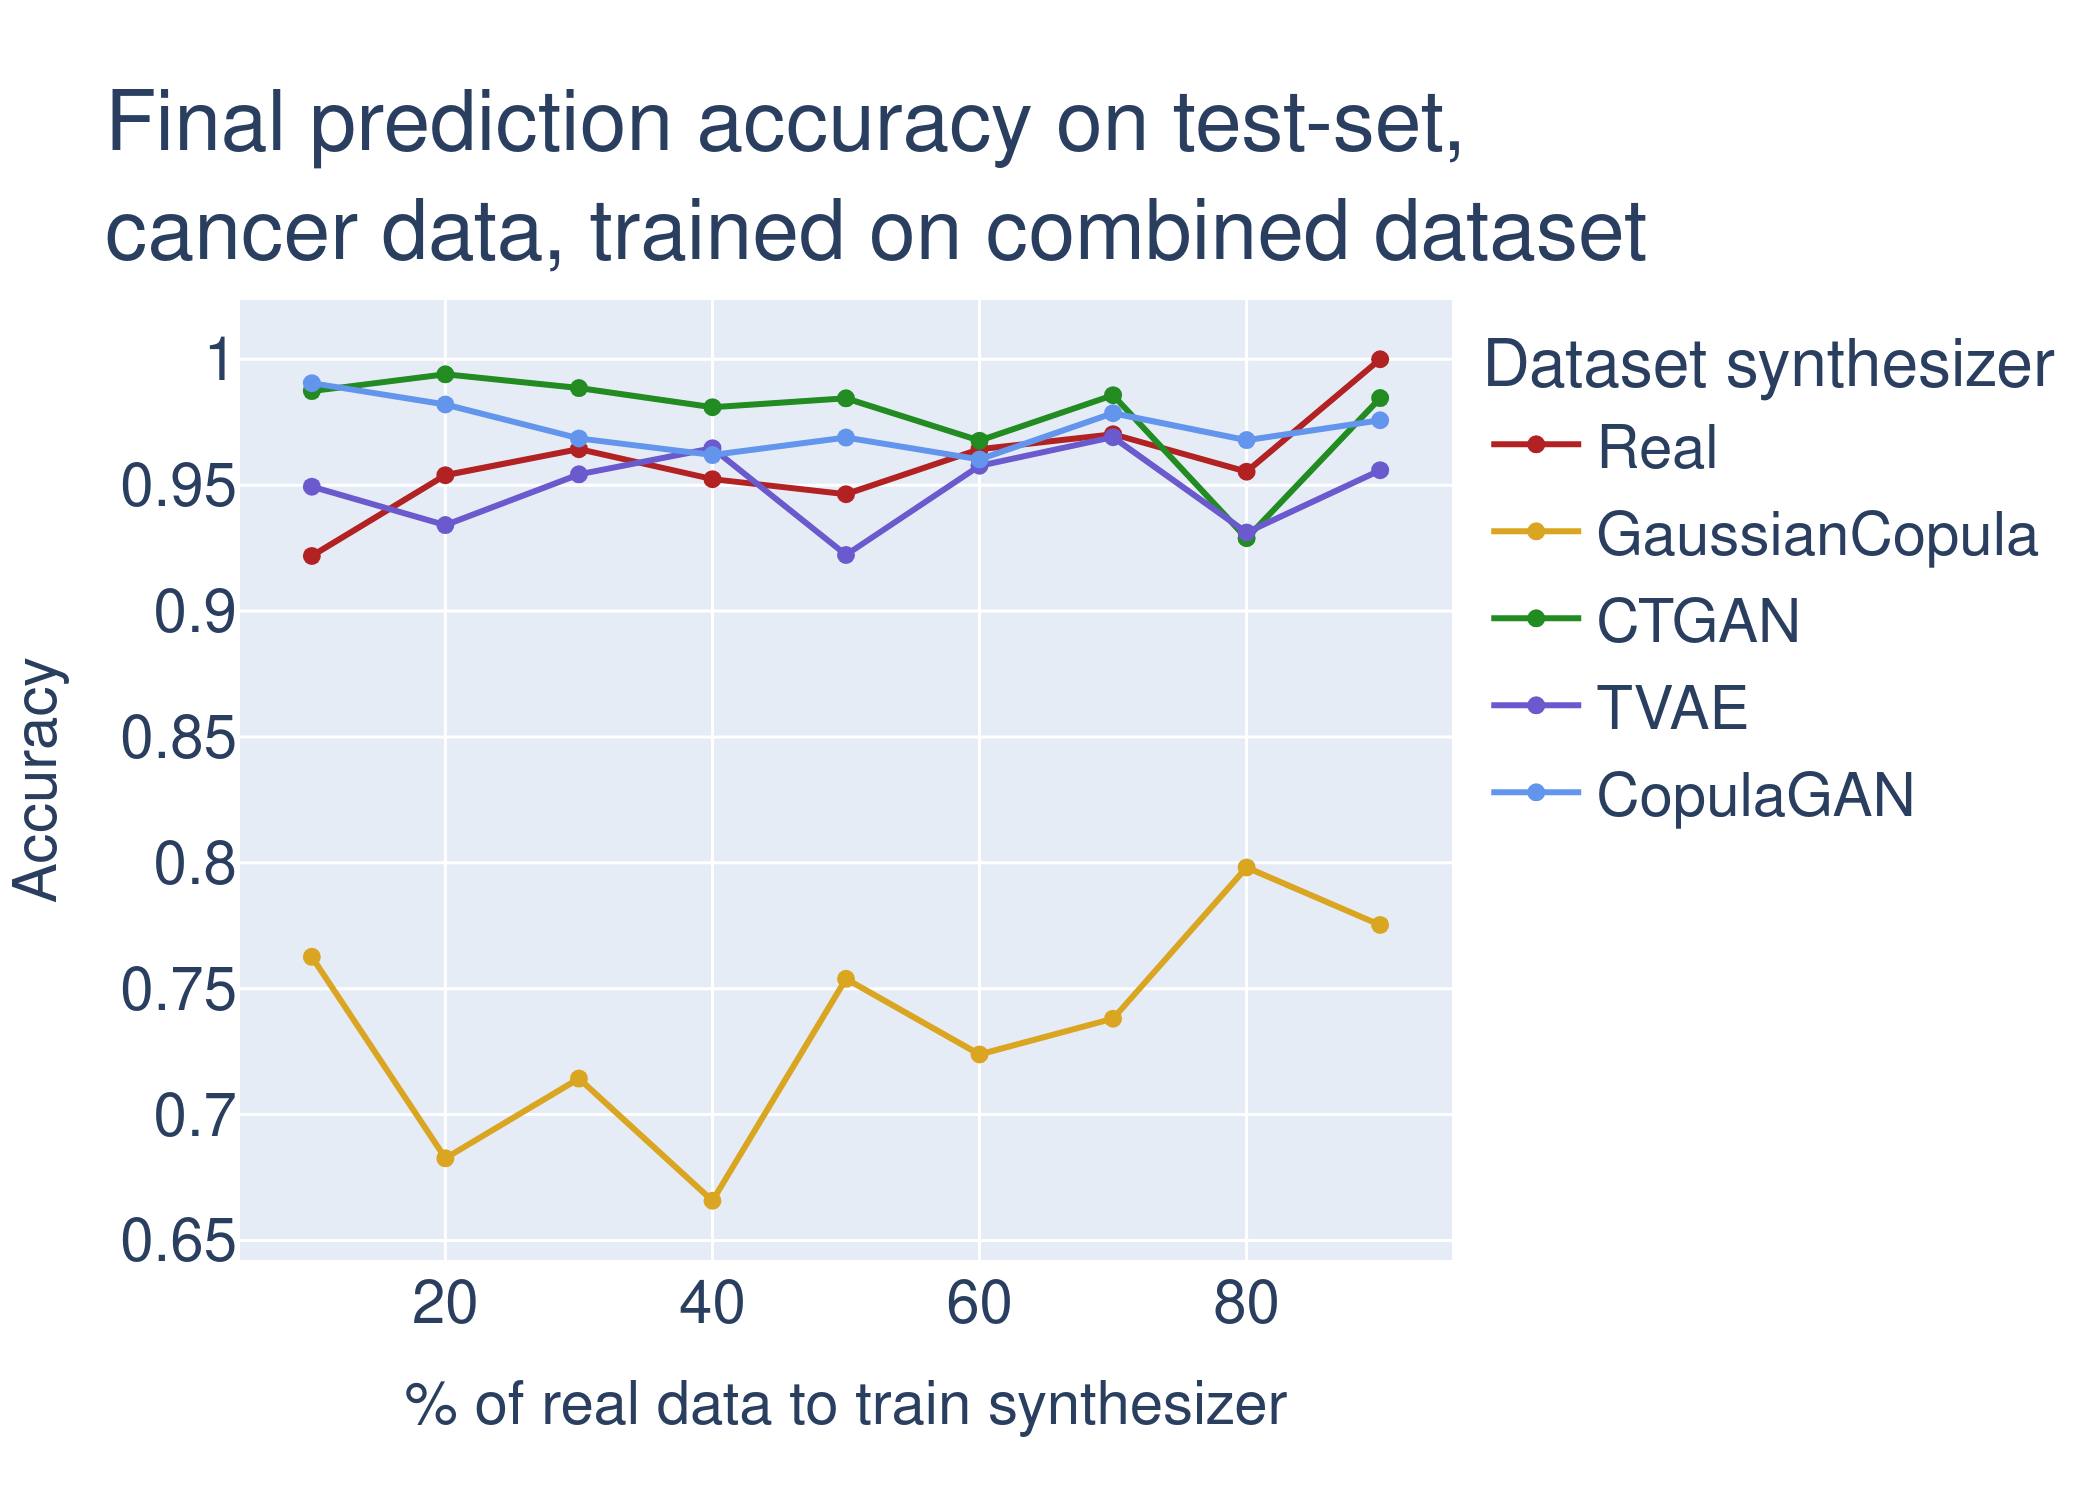 Final prediction accuracy on test-set,
cancer data, trained on combined dataset
Accuracy
1
0.95
0.9
0.85
0.8
0.75
0.7
0.65
20
40
60
80
% of real data to train synthesizer
Dataset synthesizer
Real
GaussianCopula
CTGAN
TVAE
CopulaGAN